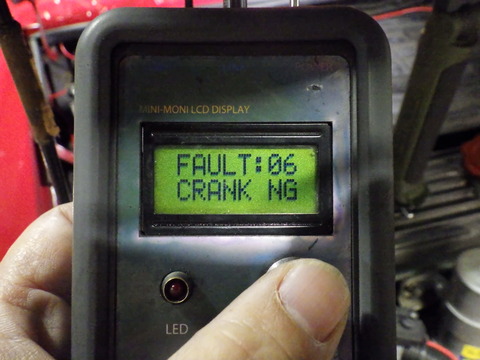 MINI-MONI LCD DISPLAY
FAULT:06
CRANK NG
LED